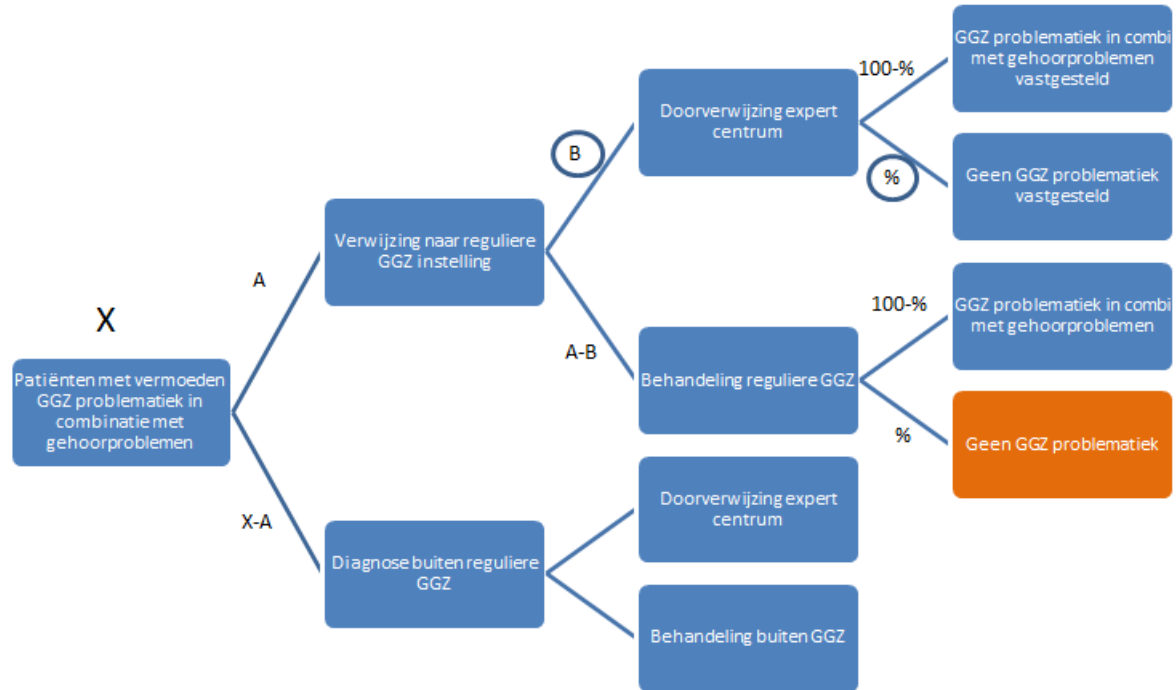 GGZ problematiek in combi
met gehoorproblemen
vastgesteld
100-%
Doorverwijzing expert
centrum
B
%
Geen GGZ problematiek
vastgesteld
Verwijzing naar reguliere
GGZ instelling
A
X
GGZ problematiek in combi
met gehoorproblemen
100-%
A-B
Behandeling reguliere GGZ
Patiënten met vermoeden
GGZ problematiek in
combinatie met
gehoorproblemen
%
Geen GGZ problematiek
Doorverwijzing expert
centrum
X-A
Diagnose buiten reguliere
GGZ
Behandeling buiten GGZ